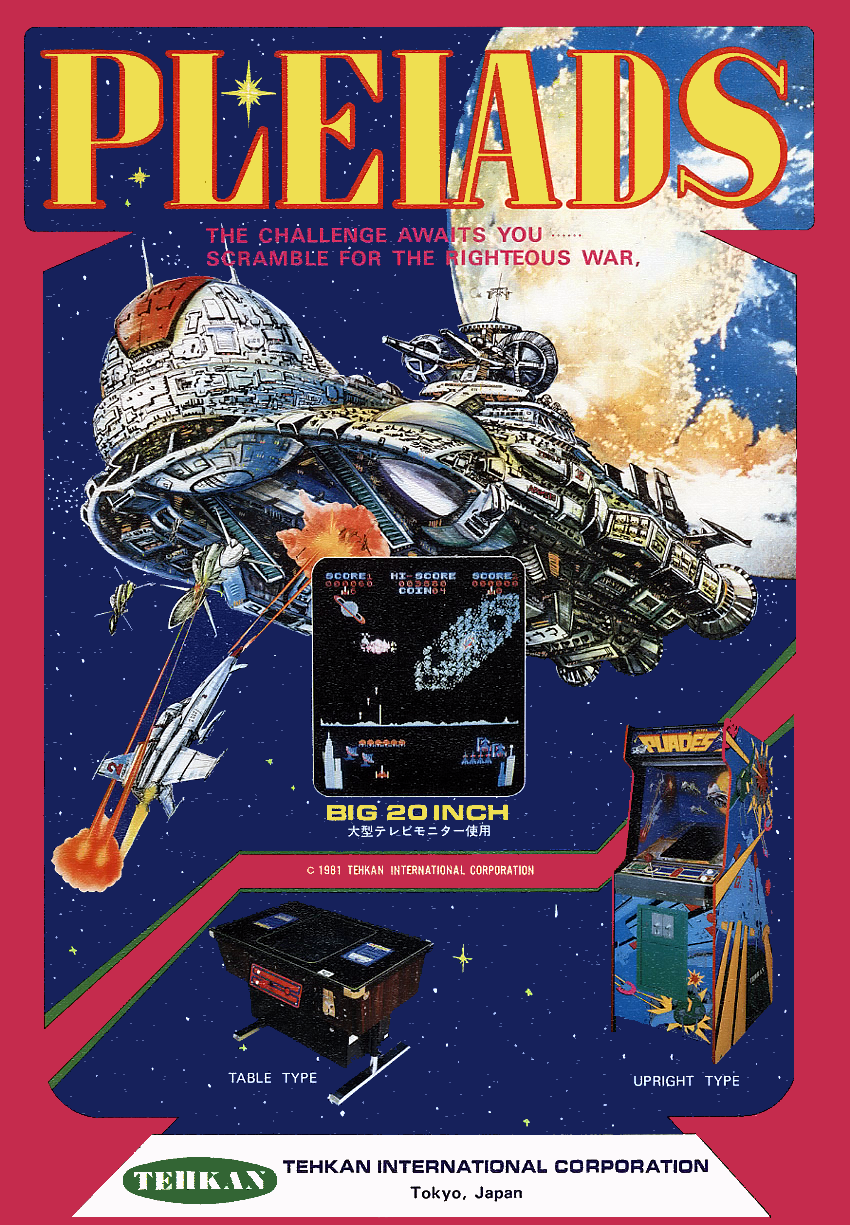 PLEIADS
THE CHALLENGE AWAITS YOU ······
SCRAMBLE FOR THE RIGHTEOUS WAR,
SCORE1 HI-SCORE SCORE2
COIN04
BIG 20 INCH
大型テレビモニター使用
© 1981 TEHKAN INTERNATIONAL CORPORATION
PLIADES
TEHKAN
TABLE TYPE
UPRIGHT TYPE
TEHKAN
TEHKAN INTERNATIONAL CORPORATION
Tokyo, Japan